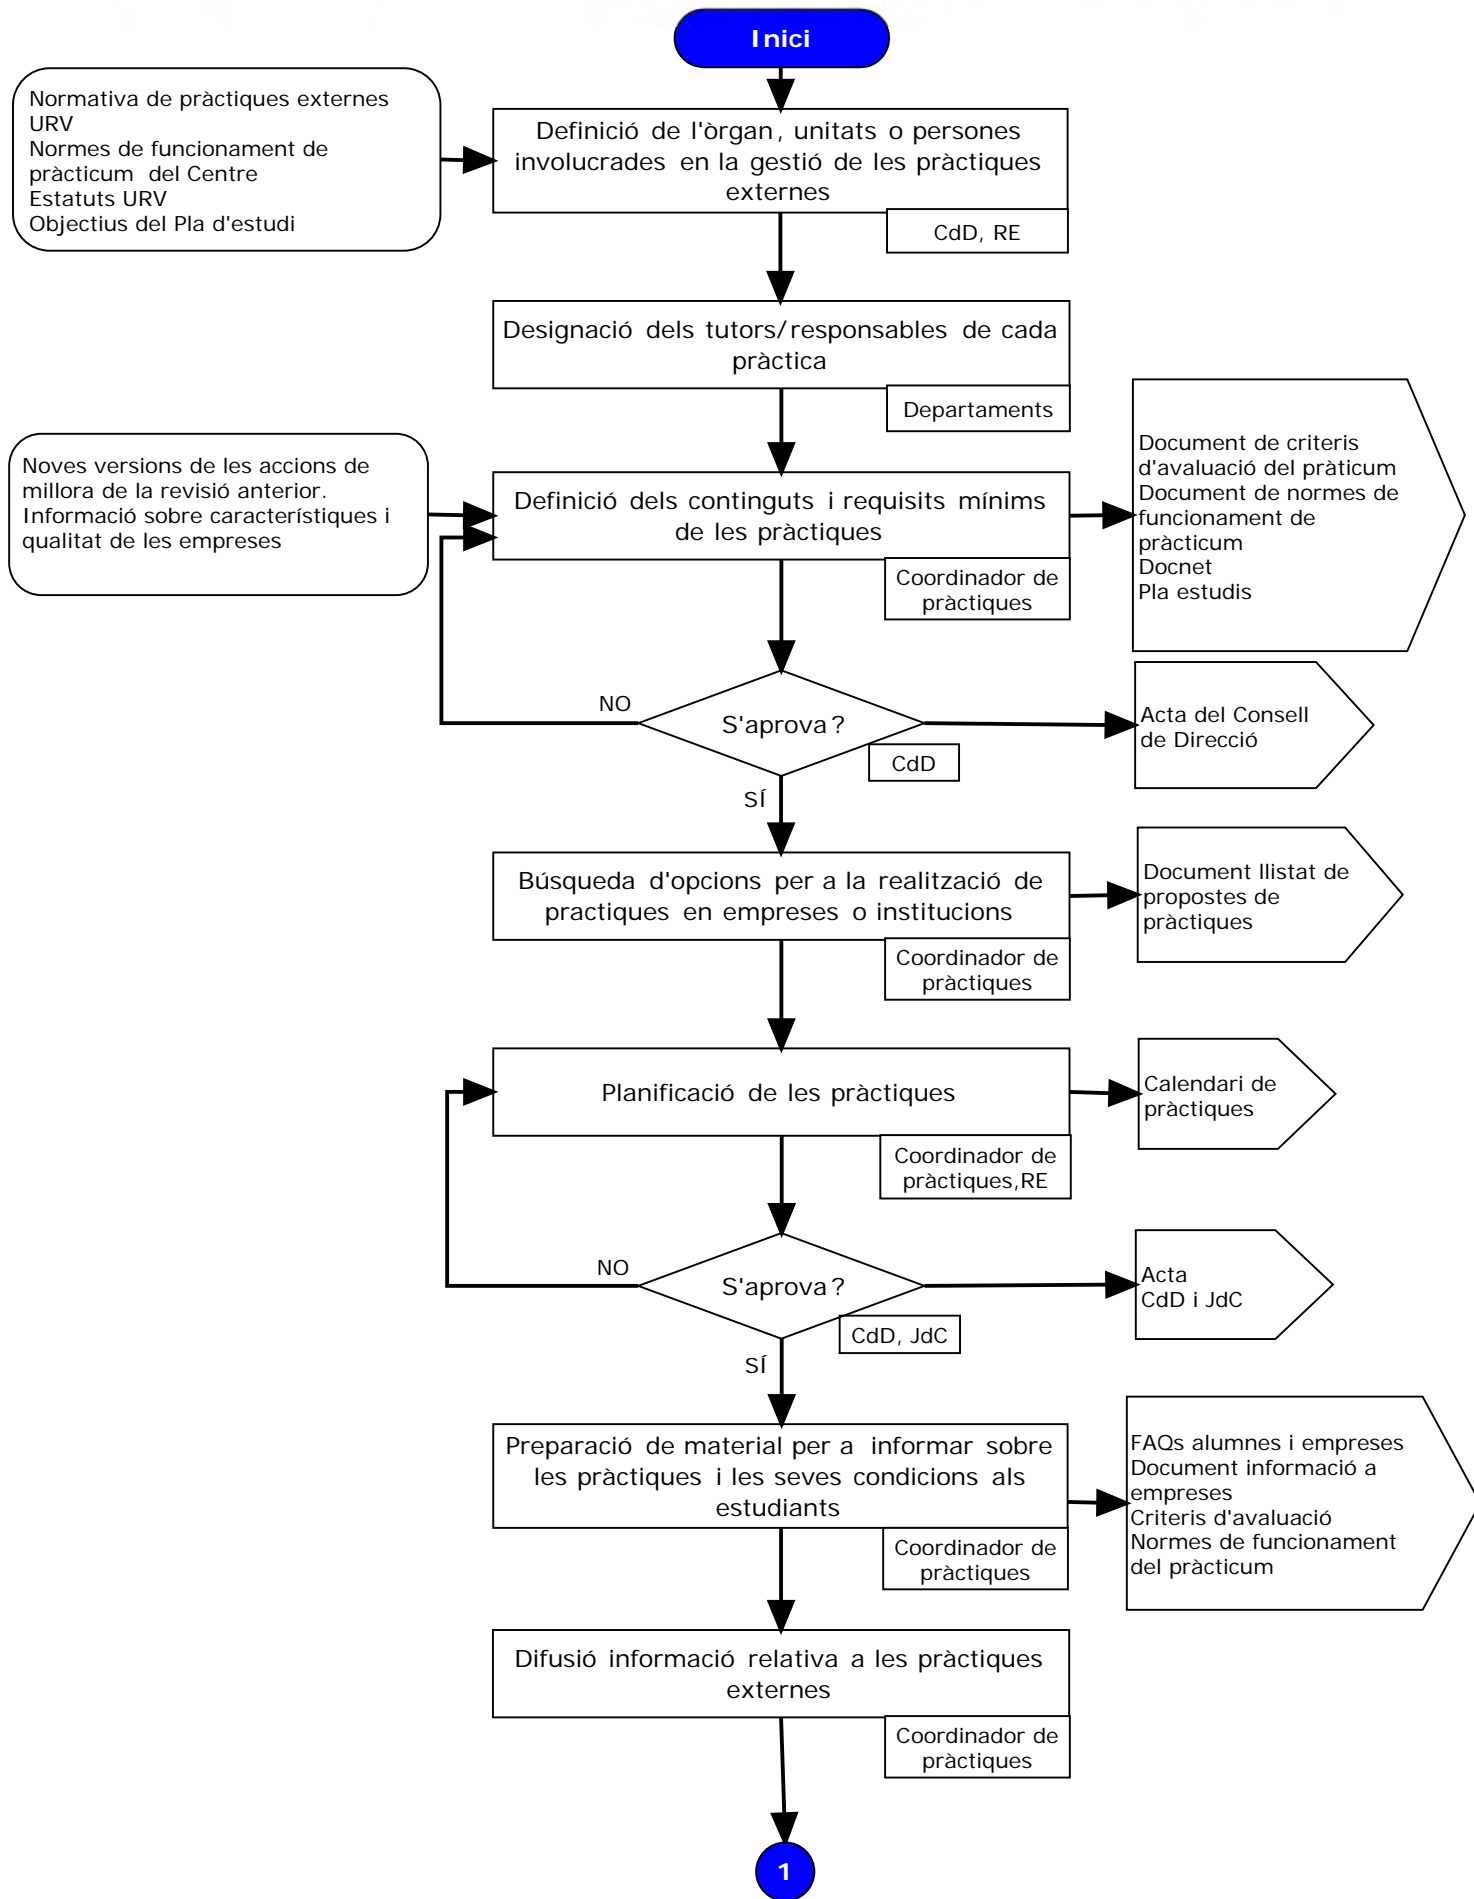 Inici
Normativa de pràctiques externes
URV
Normes de funcionament de
pràcticum del Centre
Estatuts URV
Objectius del Pla d'estudi
Definició de l'òrgan, unitats o persones
involucrades en la gestió de les pràctiques
externes
CdD, RE
Designació dels tutors/responsables de cada
pràctica
Departaments
Noves versions de les accions de
millora de la revisió anterior.
Informació sobre característiques i
qualitat de les empreses
Definició dels continguts i requisits mínims
de les pràctiques
Coordinador de
pràctiques
Document de criteris
d'avaluació del pràticum
Document de normes de
funcionament de
pràcticum
Docnet
Pla estudis
NO
S'aprova?
CdD
SÍ
Acta del Consell
de Direcció
Búsqueda d'opcions per a la realització de
practiques en empreses o institucions
Coordinador de
pràctiques
Document llistat de
propostes de
pràctiques
Planificació de les pràctiques
Coordinador de
pràctiques,RE
Calendari de
pràctiques
NO
S'aprova?
CdD, JdC
SÍ
Acta
CdD i JdC
Preparació de material per a informar sobre
les pràctiques i les seves condicions als
estudiants
Coordinador de
pràctiques
FAQs alumnes i empreses
Document informació a
empreses
Criteris d'avaluació
Normes de funcionament
del pràcticum
Difusió informació relativa a les pràctiques
externes
Coordinador de
pràctiques
1